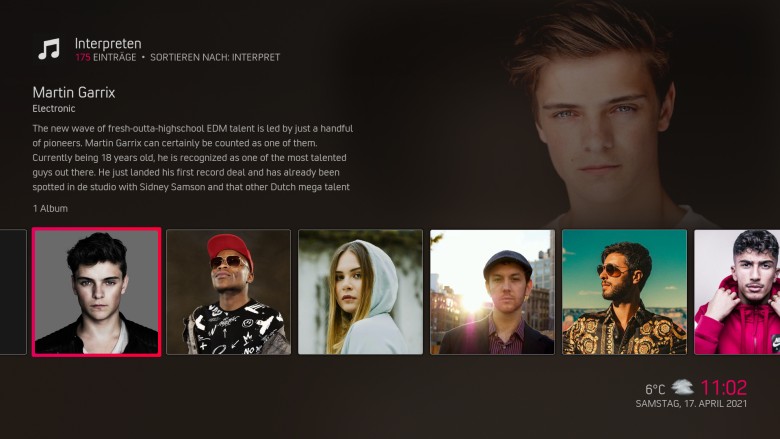 Interpreten
175 EINTRÄGE • SORTIEREN NACH: INTERPRET
Martin Garrix
Electronic
The new wave of fresh-outta-highschool EDM talent is led by just a handful
of pioneers. Martin Garrix can certainly be counted as one of them.
Currently being 18 years old, he is recognized as one of the most talented
guys out there. He just landed his first record deal and has already been
spotted in de studio with Sidney Samson and that other Dutch mega talent
1 Album
6°C 11:02
SAMSTAG, 17. APRIL 2021